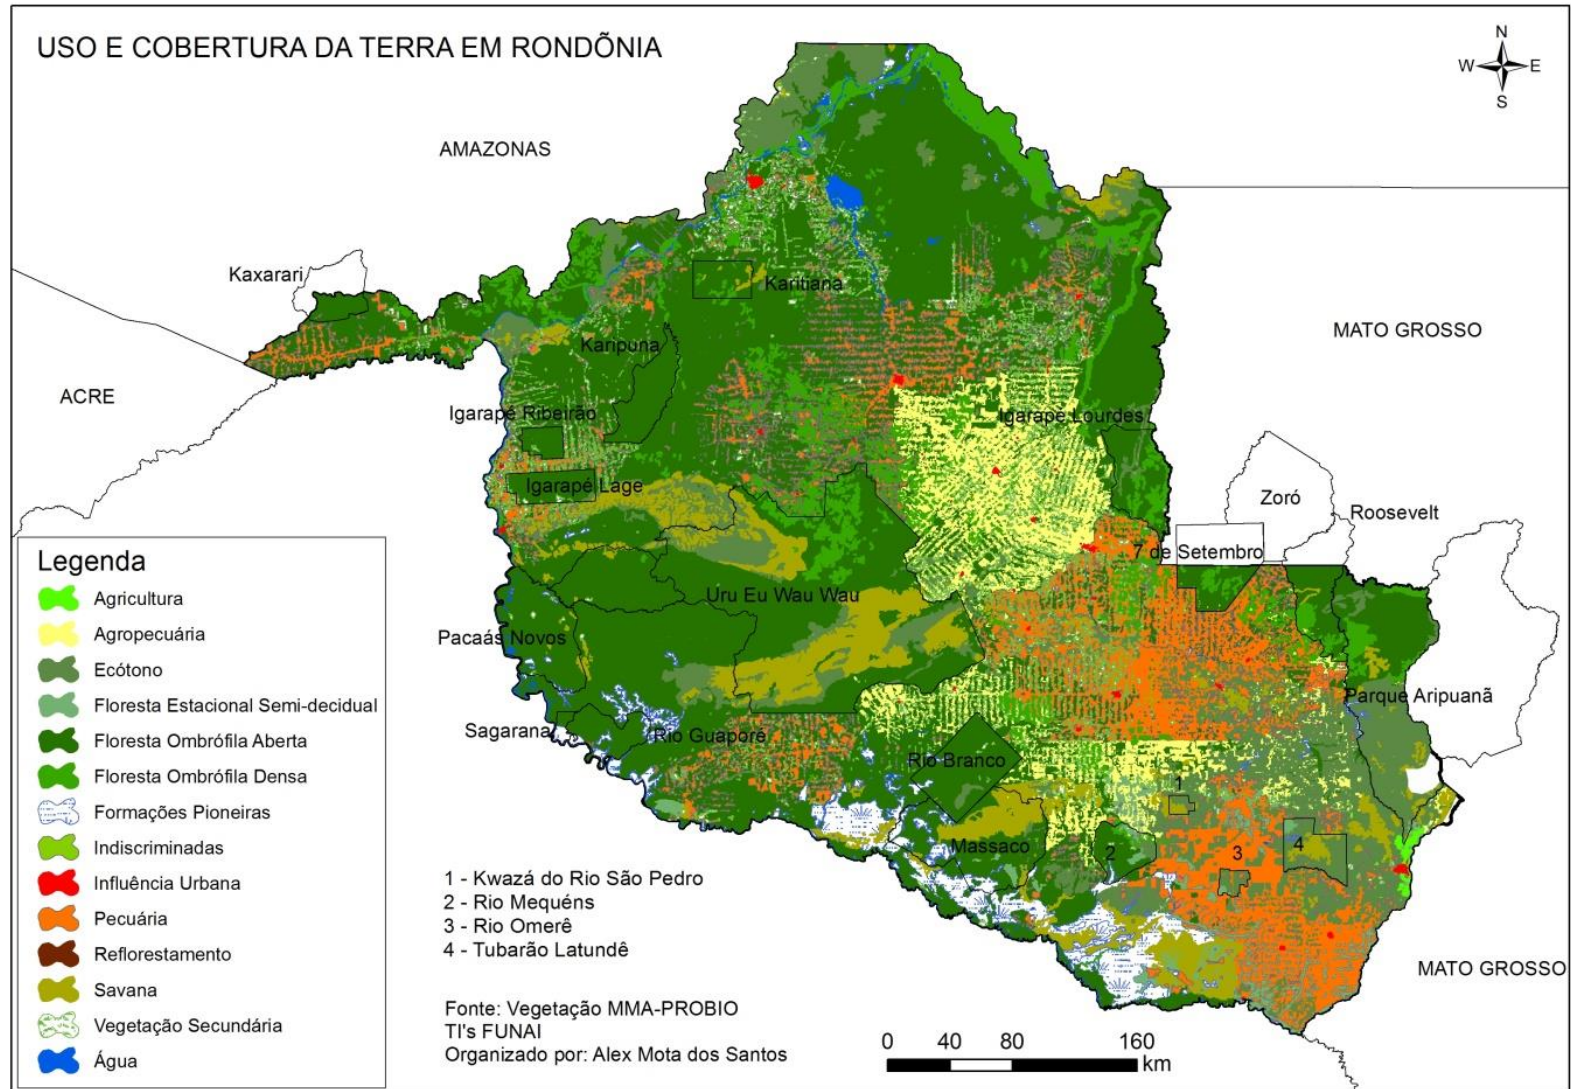 USO E COBERTURA DA TERRA EM RONDÕNIA
N
W E
S
AMAZONAS
Kaxarari
Karitiana
MATO GROSSO
Karipuna
ACRE
Igarapé Ribeirão
Igarapé Lourdes
Igarapé Lage
Zoró
Roosevelt
7 de Setembro
Uru Eu Wau Wau
Pacaás Novos
Parque Aripuanã
Sagarana
Rio Guaporé
Rio Branco
1
Massaco
2
3
4
MATO GROSSO
Legenda
Agricultura
Agropecuária
Ecótono
Floresta Estacional Semi-decidual
Floresta Ombrófila Aberta
Floresta Ombrófila Densa
Formações Pioneiras
Indiscriminadas
Influência Urbana
Pecuária
Reflorestamento
Savana
Vegetação Secundária
Água
1 - Kwazá do Rio São Pedro
2 - Rio Mequéns
3 - Rio Omerê
4 - Tubarão Latundê
Fonte: Vegetação MMA-PROBIO
TI's FUNAI
Organizado por: Alex Mota dos Santos
0 40 80 160
km